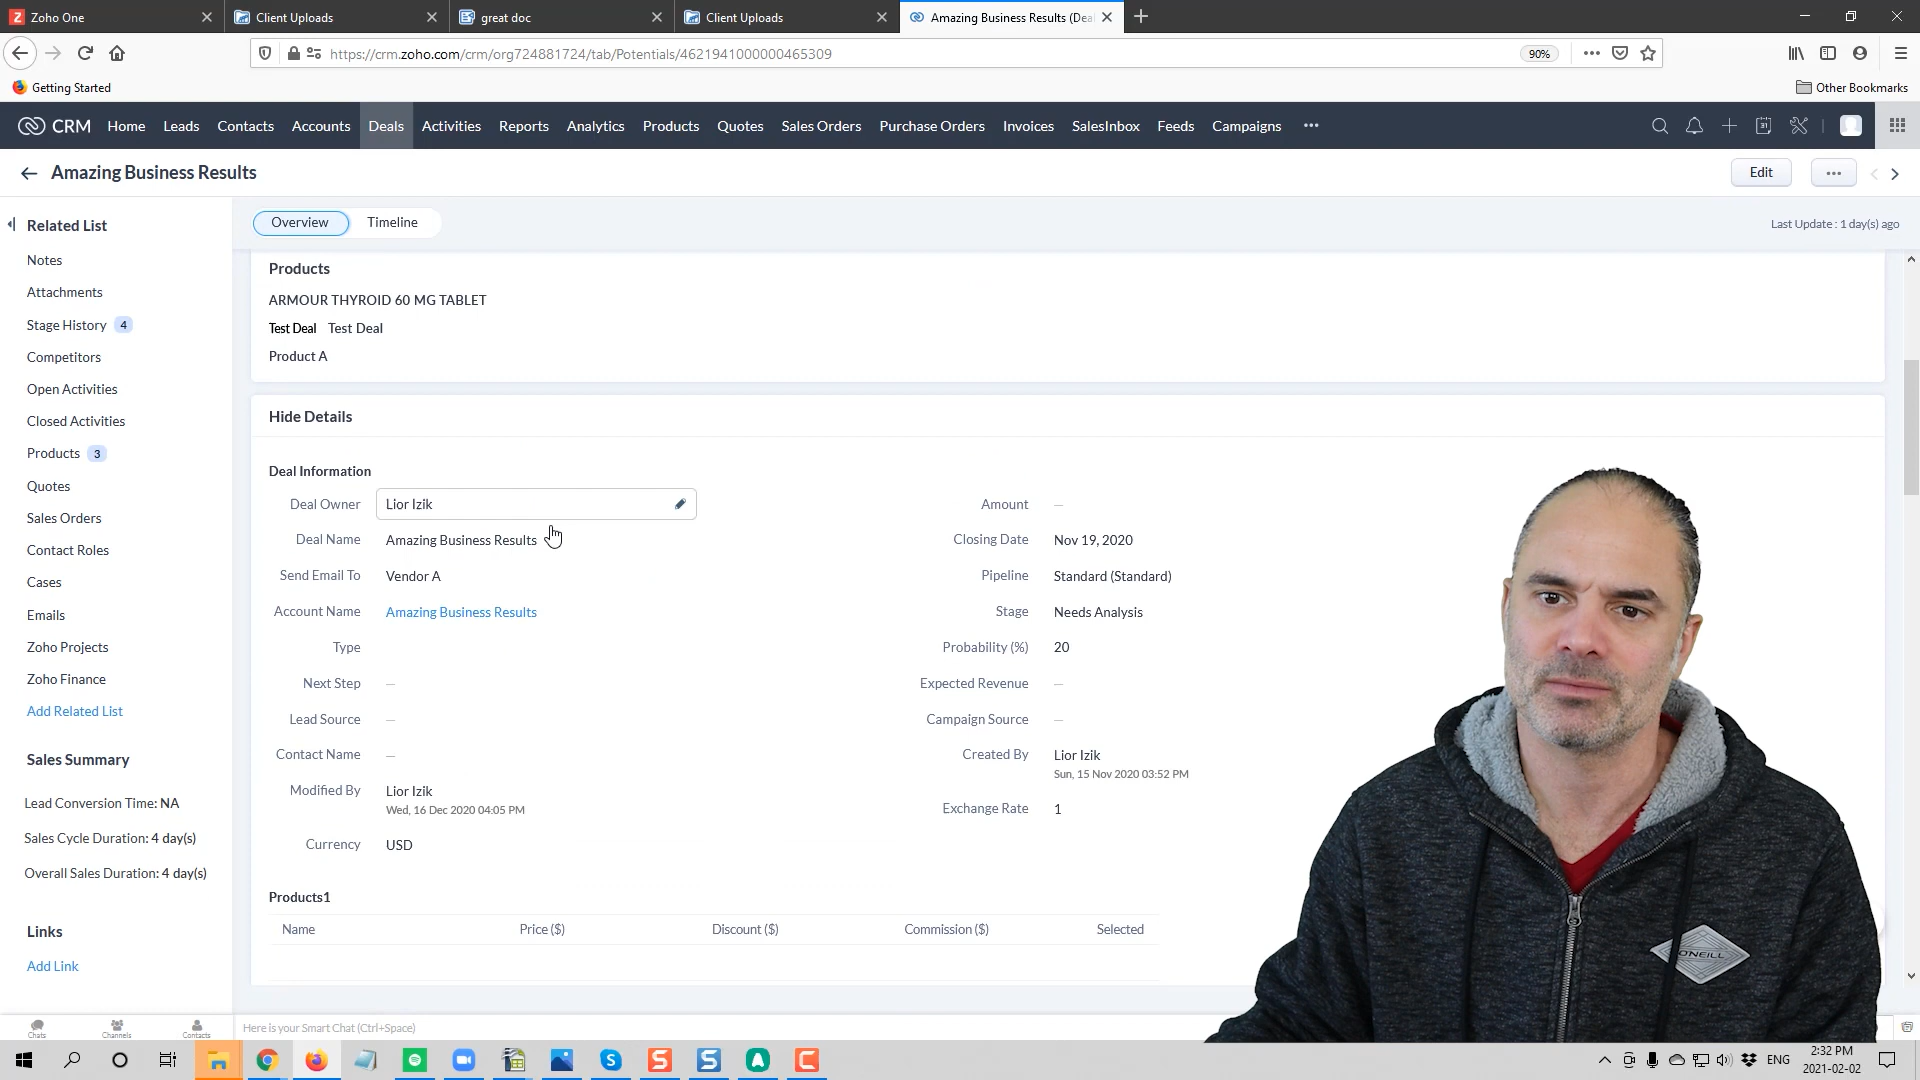 Zoho One
Client Uploads
great doc
Client Uploads
Amazing Business Results (Dea
https://crm.zoho.com/crm/org724881724/tab/Potentials/4621941000000465309
90%
Getting Started
Other Bookmarks
CRM Home Leads Contacts Accounts Deals Activities Reports Analytics Products Quotes Sales Orders Purchase Orders Invoices SalesInbox Feeds Campaigns
Amazing Business Results
Edit
Related List
Notes
Attachments
Stage History 4
Competitors
Open Activities
Closed Activities
Products 3
Quotes
Sales Orders
Contact Roles
Cases
Emails
Zoho Projects
Zoho Finance
Add Related List
Sales Summary
Lead Conversion Time: NA
Sales Cycle Duration: 4 day(s)
Overall Sales Duration: 4 day(s)
Links
Add Link
Overview Timeline
Last Update : 1 day(s) ago
Products
ARMOUR THYROID 60 MG TABLET
Test Deal Test Deal
Product A
Hide Details
Deal Information
Deal Owner Lior Izik
Deal Name Amazing Business Results
Send Email To Vendor A
Account Name Amazing Business Results
Type
Next Step —
Lead Source —
Contact Name —
Modified By Lior Izik
Wed, 16 Dec 2020 04:05 PM
Currency USD
Amount —
Closing Date Nov 19, 2020
Pipeline Standard (Standard)
Stage Needs Analysis
Probability (%) 20
Expected Revenue —
Campaign Source —
Created By Lior Izik
Sun, 15 Nov 2020 03:52 PM
Exchange Rate 1
Products1
Name Price ($) Discount ($) Commission ($) Selected
ONEILL
Chats Channels Contacts
Here is your Smart Chat (Ctrl+Space)
ENG
2:32 PM
2021-02-02